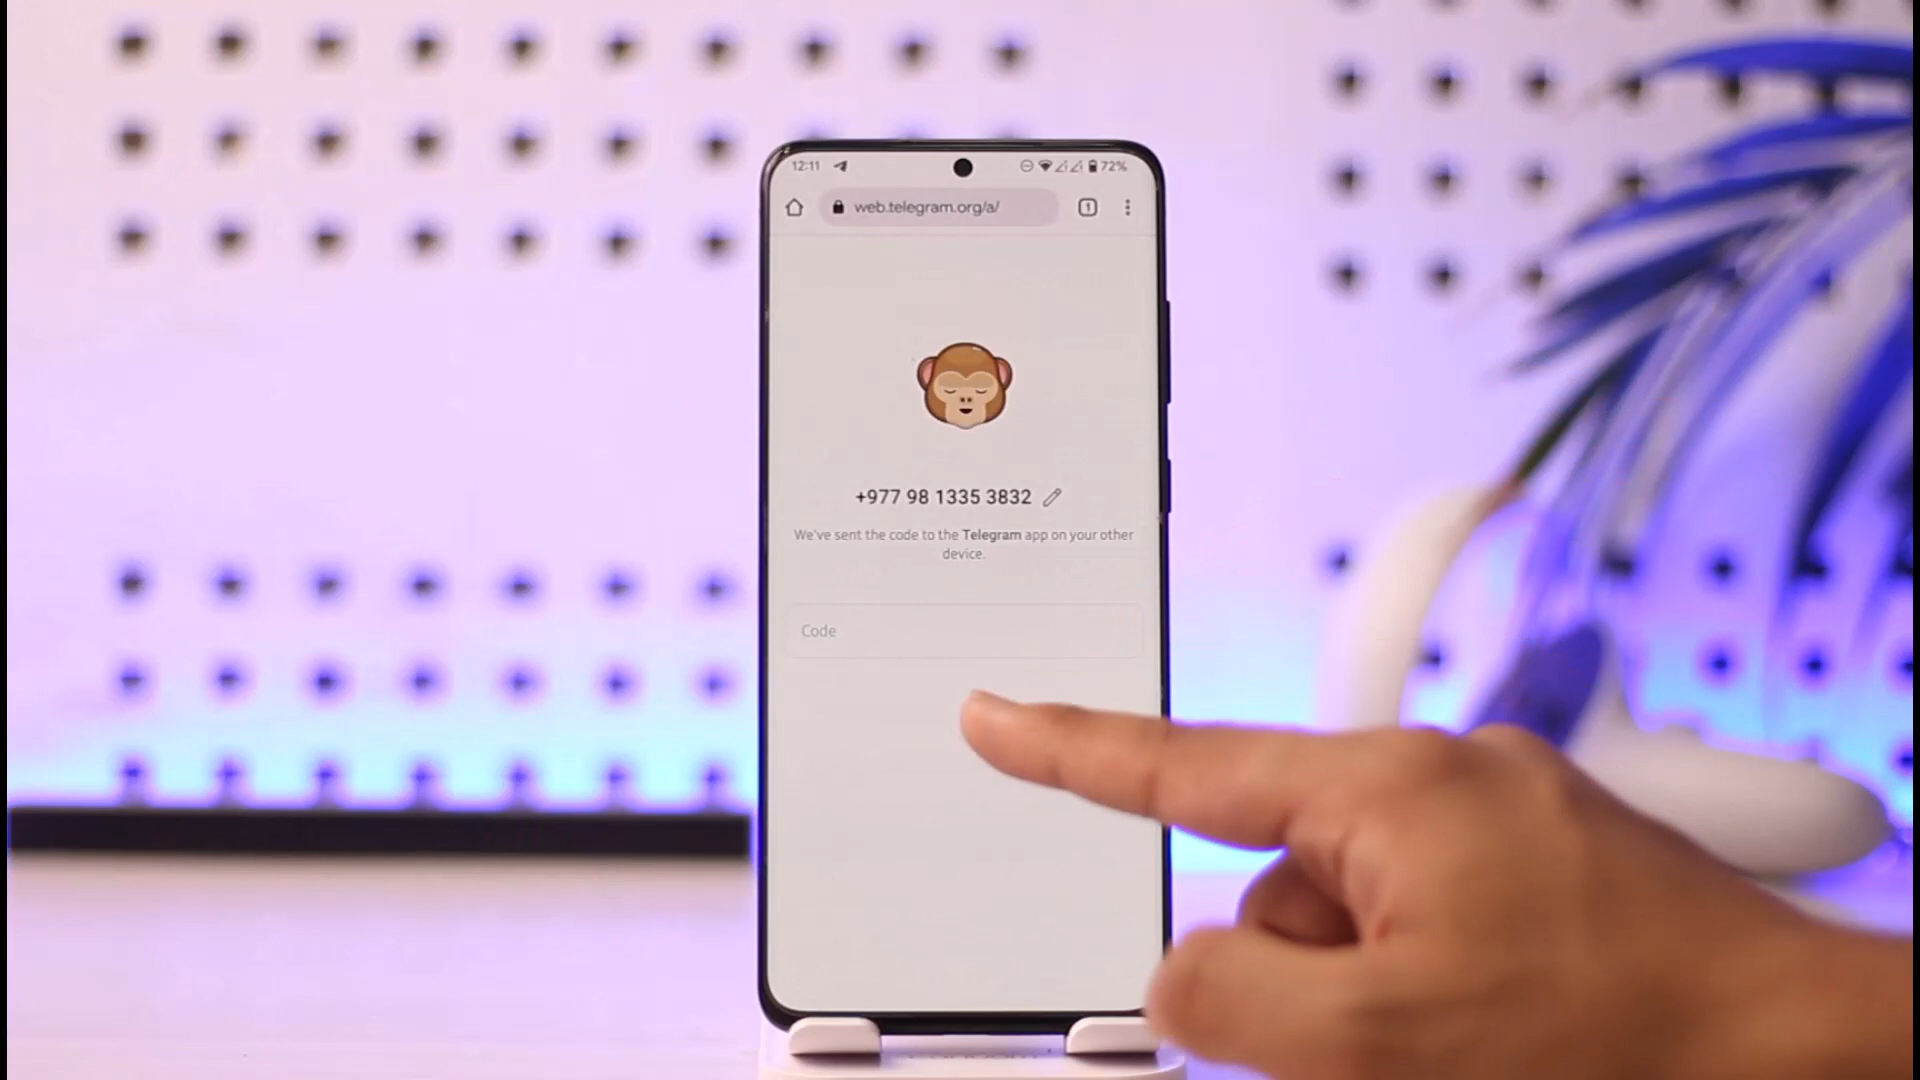 12:11
72%
web.telegram.org/a/
1
+977 98 1335 3832
We've sent the code to the Telegram app on your other
device.
Code